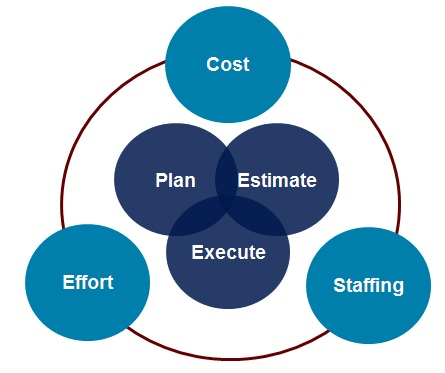 Cost
Plan
Estimate
Execute
Effort
Staffing